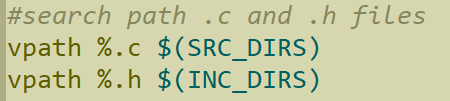 #search path .c and .h files
vpath %.c $(SRC_DIRS)
vpath %.h $(INC_DIRS)